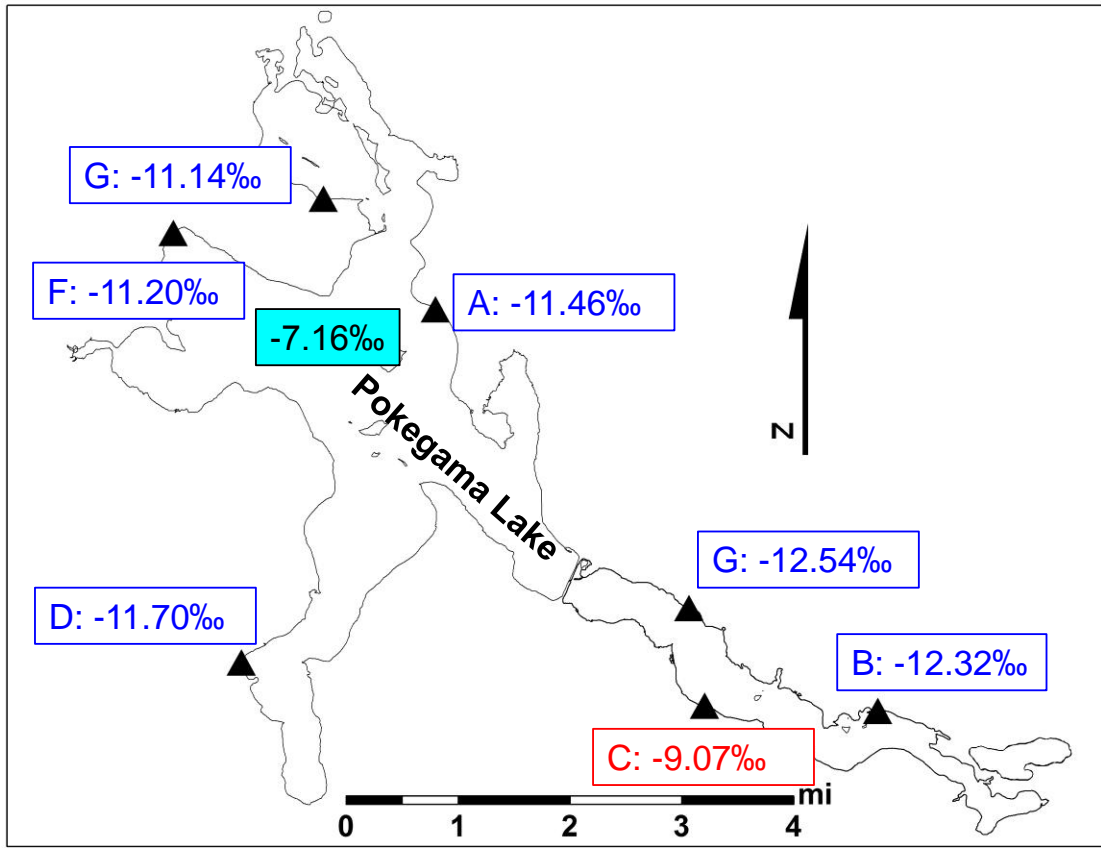 G: -11.14‰
F: -11.20‰
A: -11.46‰
-7.16‰
Pokegama Lake
N
G: -12.54‰
D: -11.70‰
B: -12.32‰
C: -9.07‰
mi
0 1 2 3 4